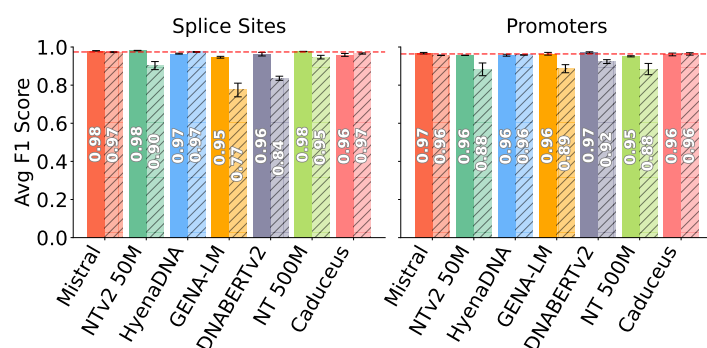 Splice Sites
Promoters
Avg F1 Score
1.0
0.8
0.6
0.4
0.2
0.0
0.98
0.97
0.98
0.90
0.97
0.97
0.95
0.77
0.96
0.84
0.98
0.95
0.96
0.97
0.97
0.96
0.96
0.88
0.96
0.96
0.96
0.89
0.97
0.92
0.95
0.88
0.96
0.96
Mistral
NTv2 50M
HyenaDNA
GENA-LM
DNABERTv2
NT 500M
Caduceus
Mistral
NTv2 50M
HyenaDNA
GENA-LM
DNABERTv2
NT 500M
Caduceus